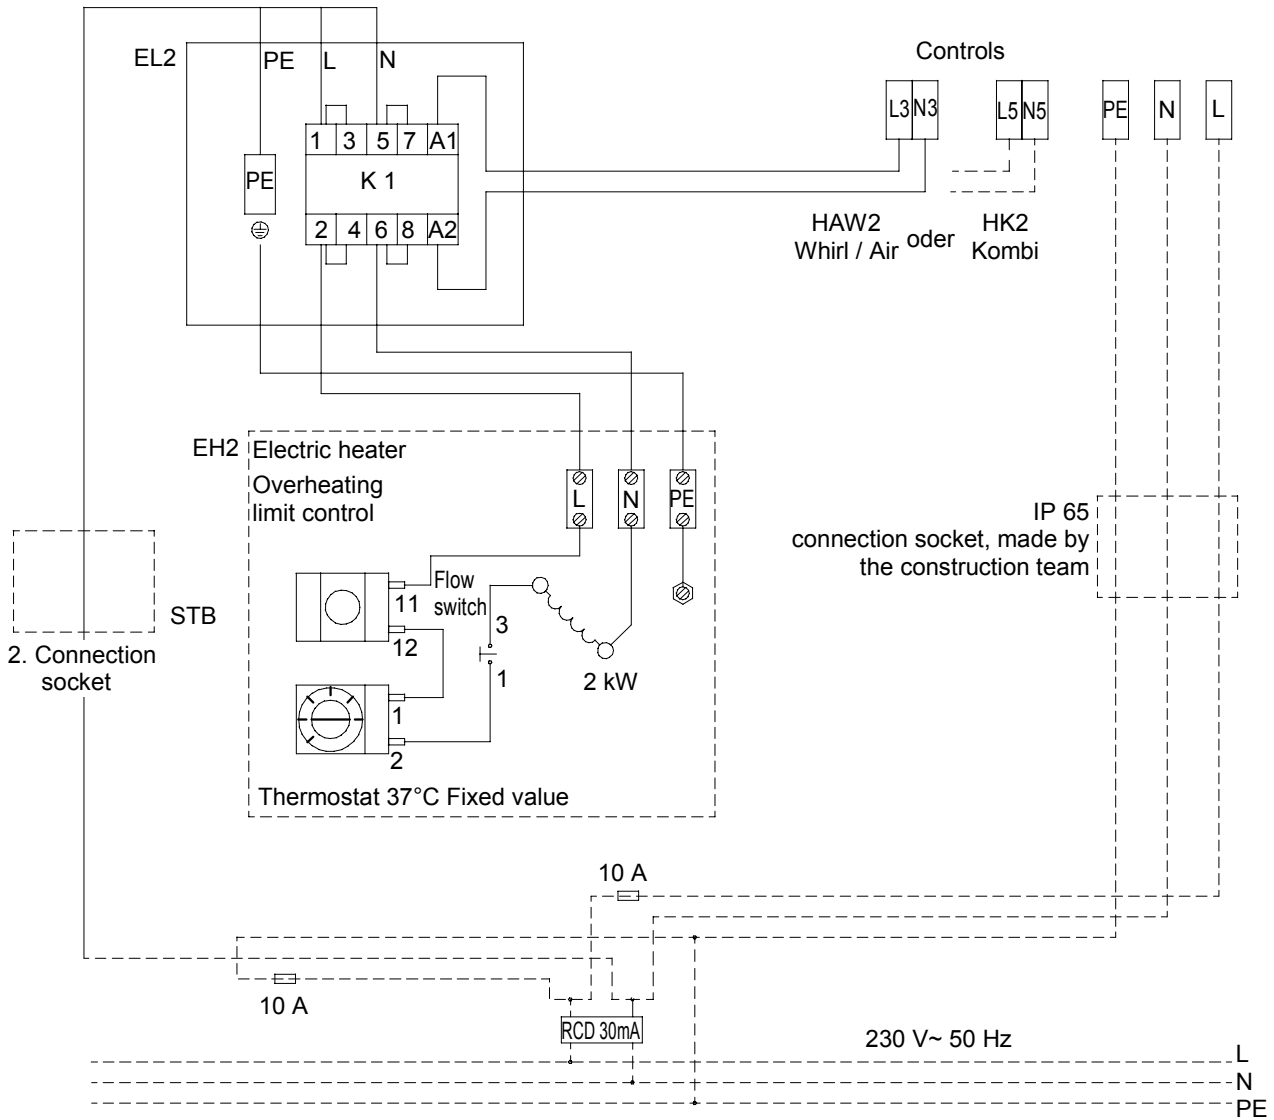 Controls
EL2
PE
L
N
L3
N3
L5
N5
PE
N
L
1
3
5
7
A1
PE
K 1
2
4
6
8
A2
HAW2
Whirl / Air
oder
HK2
Kombi
EH2
Electric heater
Overheating
limit control
L
N
PE
IP 65
connection socket, made by
the construction team
Flow
switch
11
3
STB
12
2. Connection
socket
1
2 kW
1
2
Thermostat 37°C Fixed value
10 A
10 A
RCD 30mA
230 V~ 50 Hz
L
N
PE